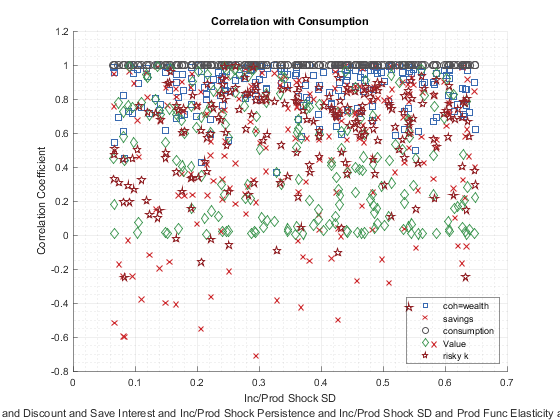 Correlation with Consumption
1.2
1
0.8
0.6
0.4
0.2
0
-0.2
-0.4
-0.6
-0.8
Correlation Coefficient
coh=wealth
savings
consumption
Value
risky k
0 0.1 0.2 0.3 0.4 0.5 0.6 0.7
Inc/Prod Shock SD
and Discount and Save Interest and Inc/Prod Shock Persistence and Inc/Prod Shock SD and Prod Func Elasticity a